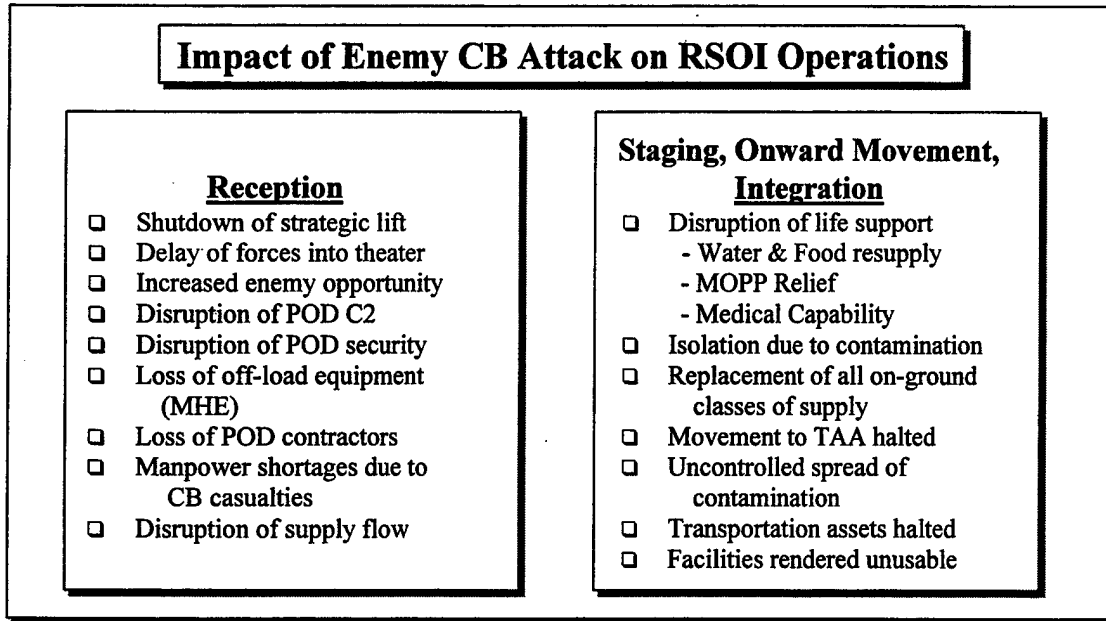 Impact of Enemy CB Attack on RSOI Operations
Reception
❑ Shutdown of strategic lift
❑ Delay of forces into theater
❑ Increased enemy opportunity
❑ Disruption of POD C2
❑ Disruption of POD security
❑ Loss of off-load equipment
(MHE)
❑ Loss of POD contractors
❑ Manpower shortages due to
CB casualties
❑ Disruption of supply flow
Staging, Onward Movement,
Integration
❑ Disruption of life support
- Water & Food resupply
- MOPP Relief
- Medical Capability
❑ Isolation due to contamination
❑ Replacement of all on-ground
classes of supply
❑ Movement to TAA halted
❑ Uncontrolled spread of
contamination
❑ Transportation assets halted
❑ Facilities rendered unusable